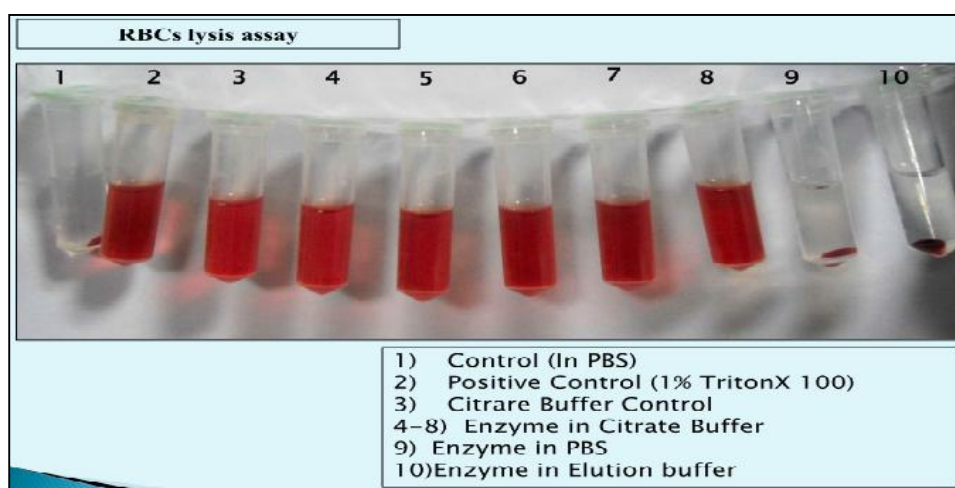 RBCs lysis assay
1 2 3 4 5 6 7 8 9 10
1) Control (In PBS)
2) Positive Control (1% TritonX 100)
3) Citrare Buffer Control
4-8) Enzyme in Citrate Buffer
9) Enzyme in PBS
10)Enzyme in Elution buffer